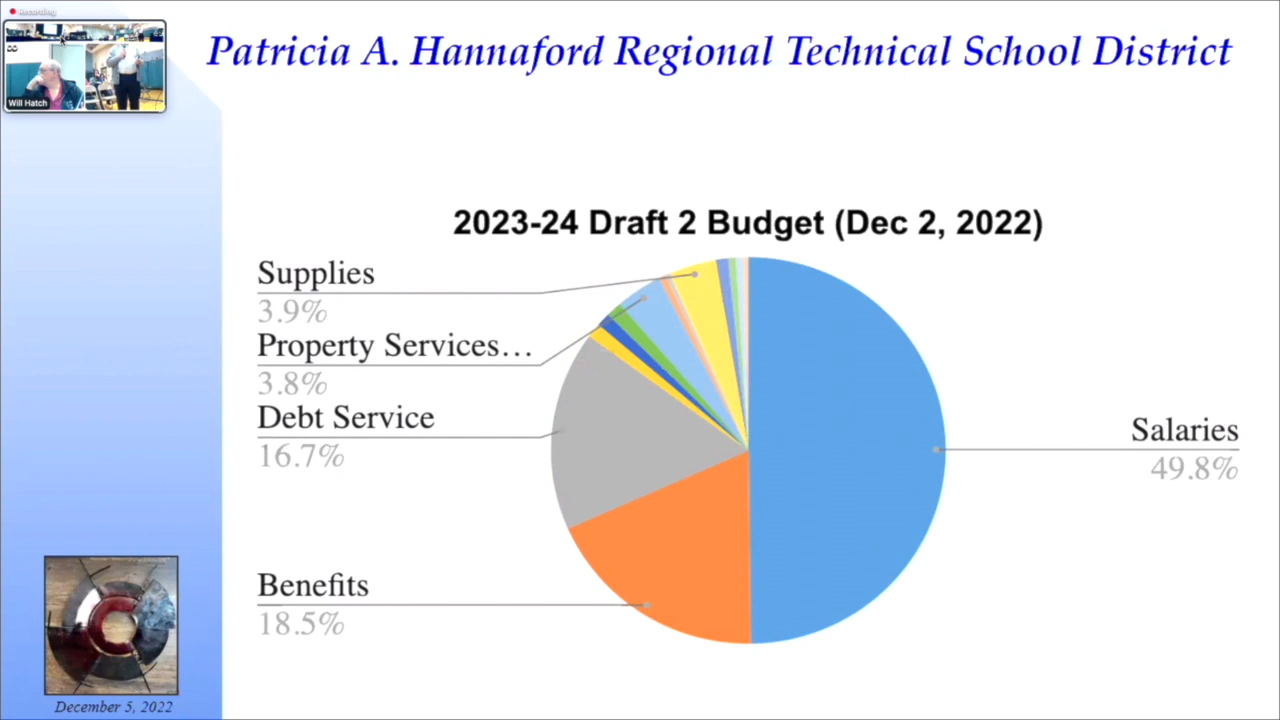 Recording
Will Hatch
Patricia A. Hannaford Regional Technical School District
2023-24 Draft 2 Budget (Dec 2, 2022)
Supplies
3.9%
Property Services…
3.8%
Debt Service
16.7%
Benefits
18.5%
Salaries
49.8%
December 5, 2022